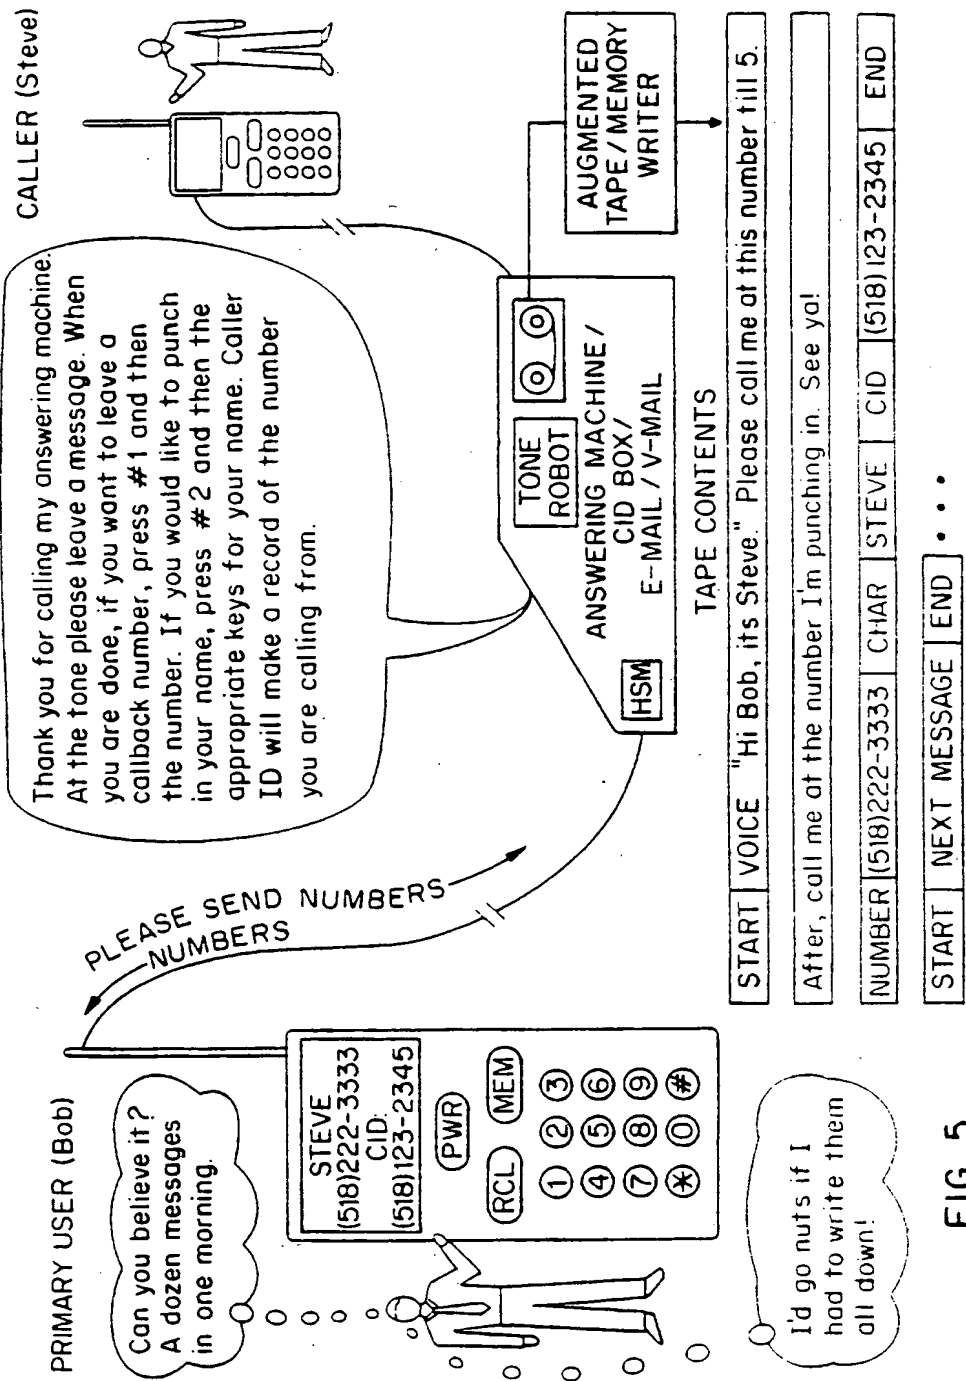 PRIMARY USER (Bob)
Can you believe it?
A dozen messages
in one morning.
I'd go nuts if I
had to write them
all down!
STEVE
(518)222-3333
CID:
(518)123-2345
PWR
RCL
MEM
1 2 3
4 5 6
7 8 9
* 0 #
PLEASE SEND NUMBERS
NUMBERS
Thank you for calling my answering machine.
At the tone please leave a message. When
you are done, if you want to leave a
callback number, press #1 and then
the number. If you would like to punch
in your name, press #2 and then the
appropriate keys for your name. Caller
ID will make a record of the number
you are calling from.
CALLER (Steve)
HSM
TONE
ROBOT
ANSWERING MACHINE/
CID BOX/
E-MAIL/V-MAIL
AUGMENTED
TAPE/MEMORY
WRITER
TAPE CONTENTS
START VOICE "Hi Bob, its Steve." Please call me at this number till 5.
After, call me at the number I'm punching in. See ya!
NUMBER (518)222-3333 CHAR STEVE CID (518)123-2345 END
START NEXT MESSAGE END • • •
FIG. 5